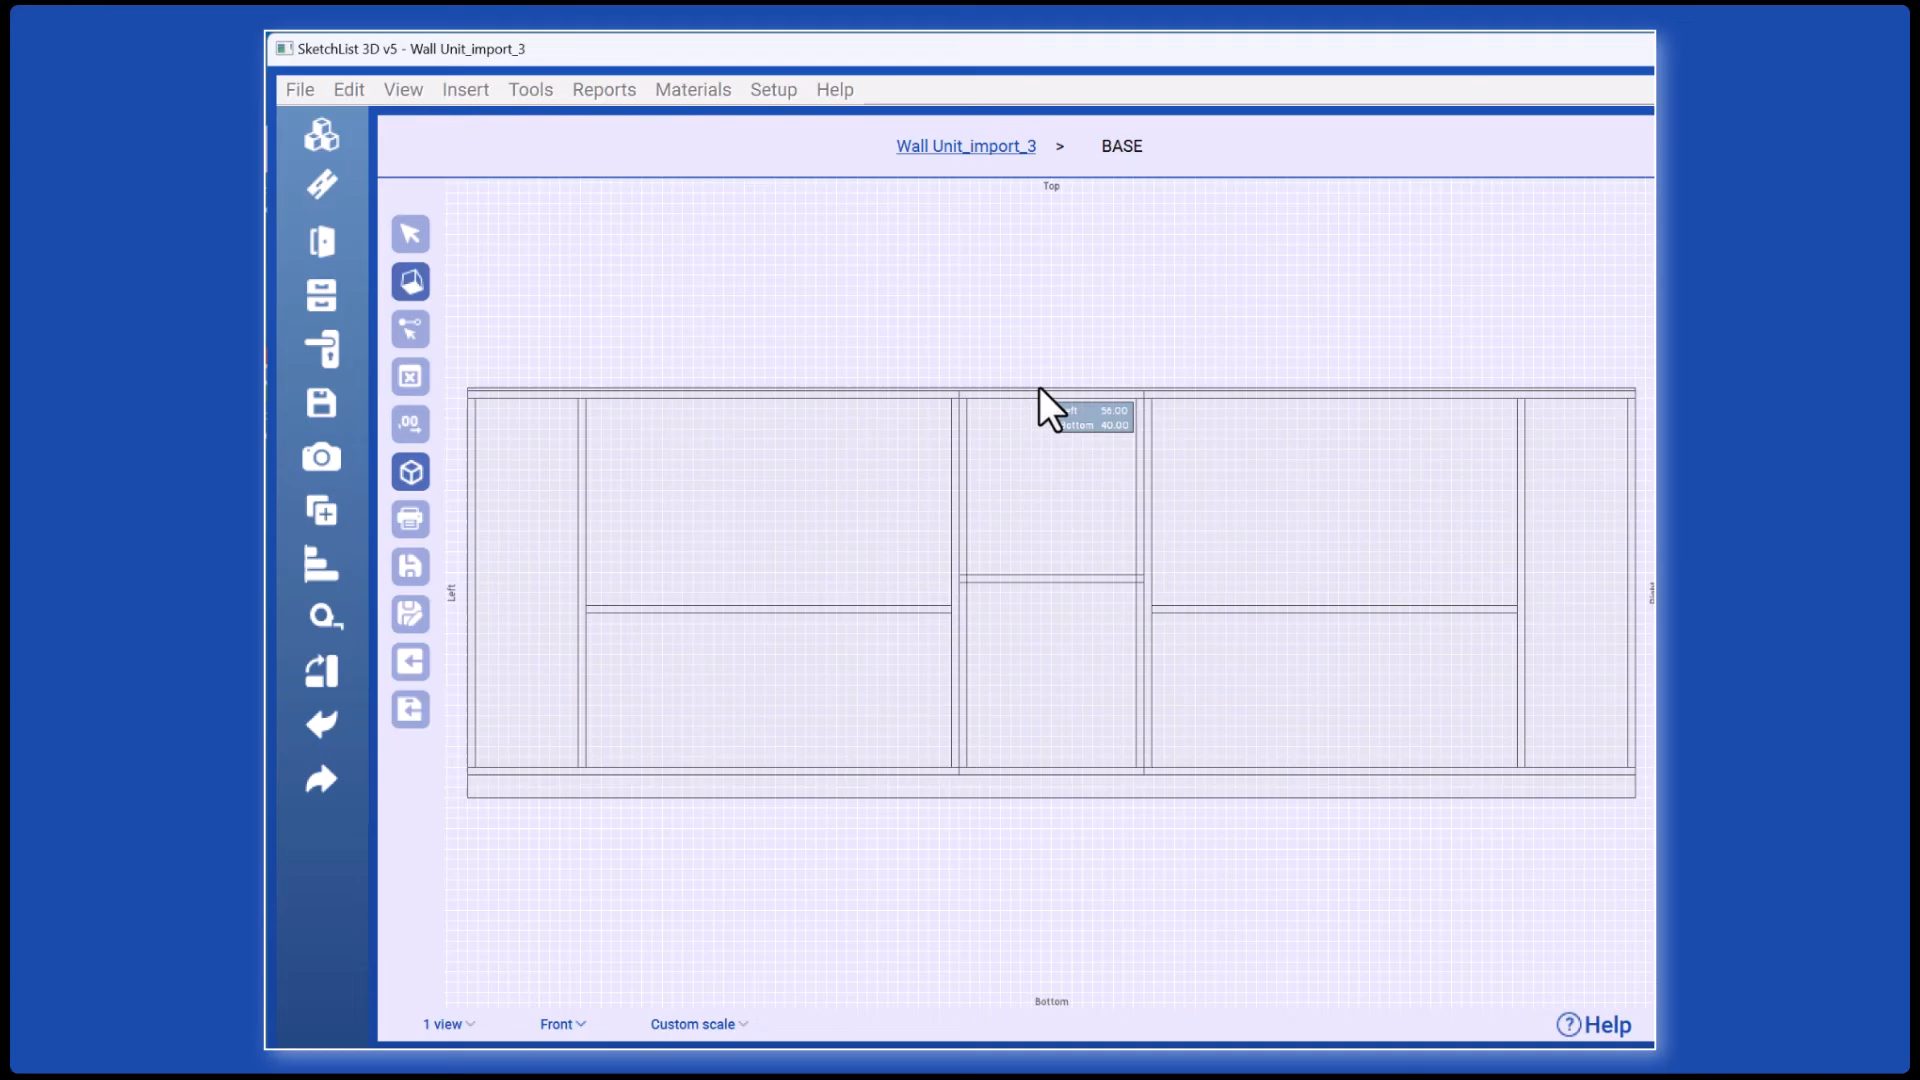 SketchList 3D v5 - Wall Unit_import_3
File Edit View Insert Tools Reports Materials Setup Help
Wall Unit_import_3 > BASE
Top
.00
56.00
40.00
Left
Bottom
1 view Front Custom scale
? Help